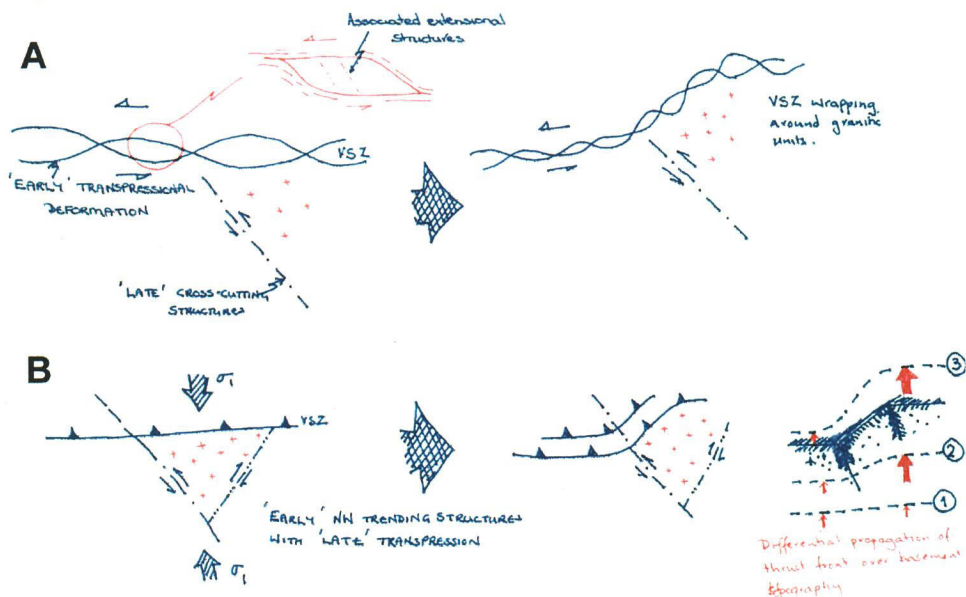 A
Associated extensional
structures
VSZ
'EARLY' TRANSPRESSIONAL
DEFORMATION
'LATE' CROSS-CUTTING
STRUCTURES
VSZ WRAPPING
AROUND GRANITIC
UNITS.
B
σ₁
VSZ
σ₁
'EARLY' NW TRENDING STRUCTURES
WITH 'LATE' TRANSPRESSION
3
2
1
Differential propagation of
thrust front over basement
topography